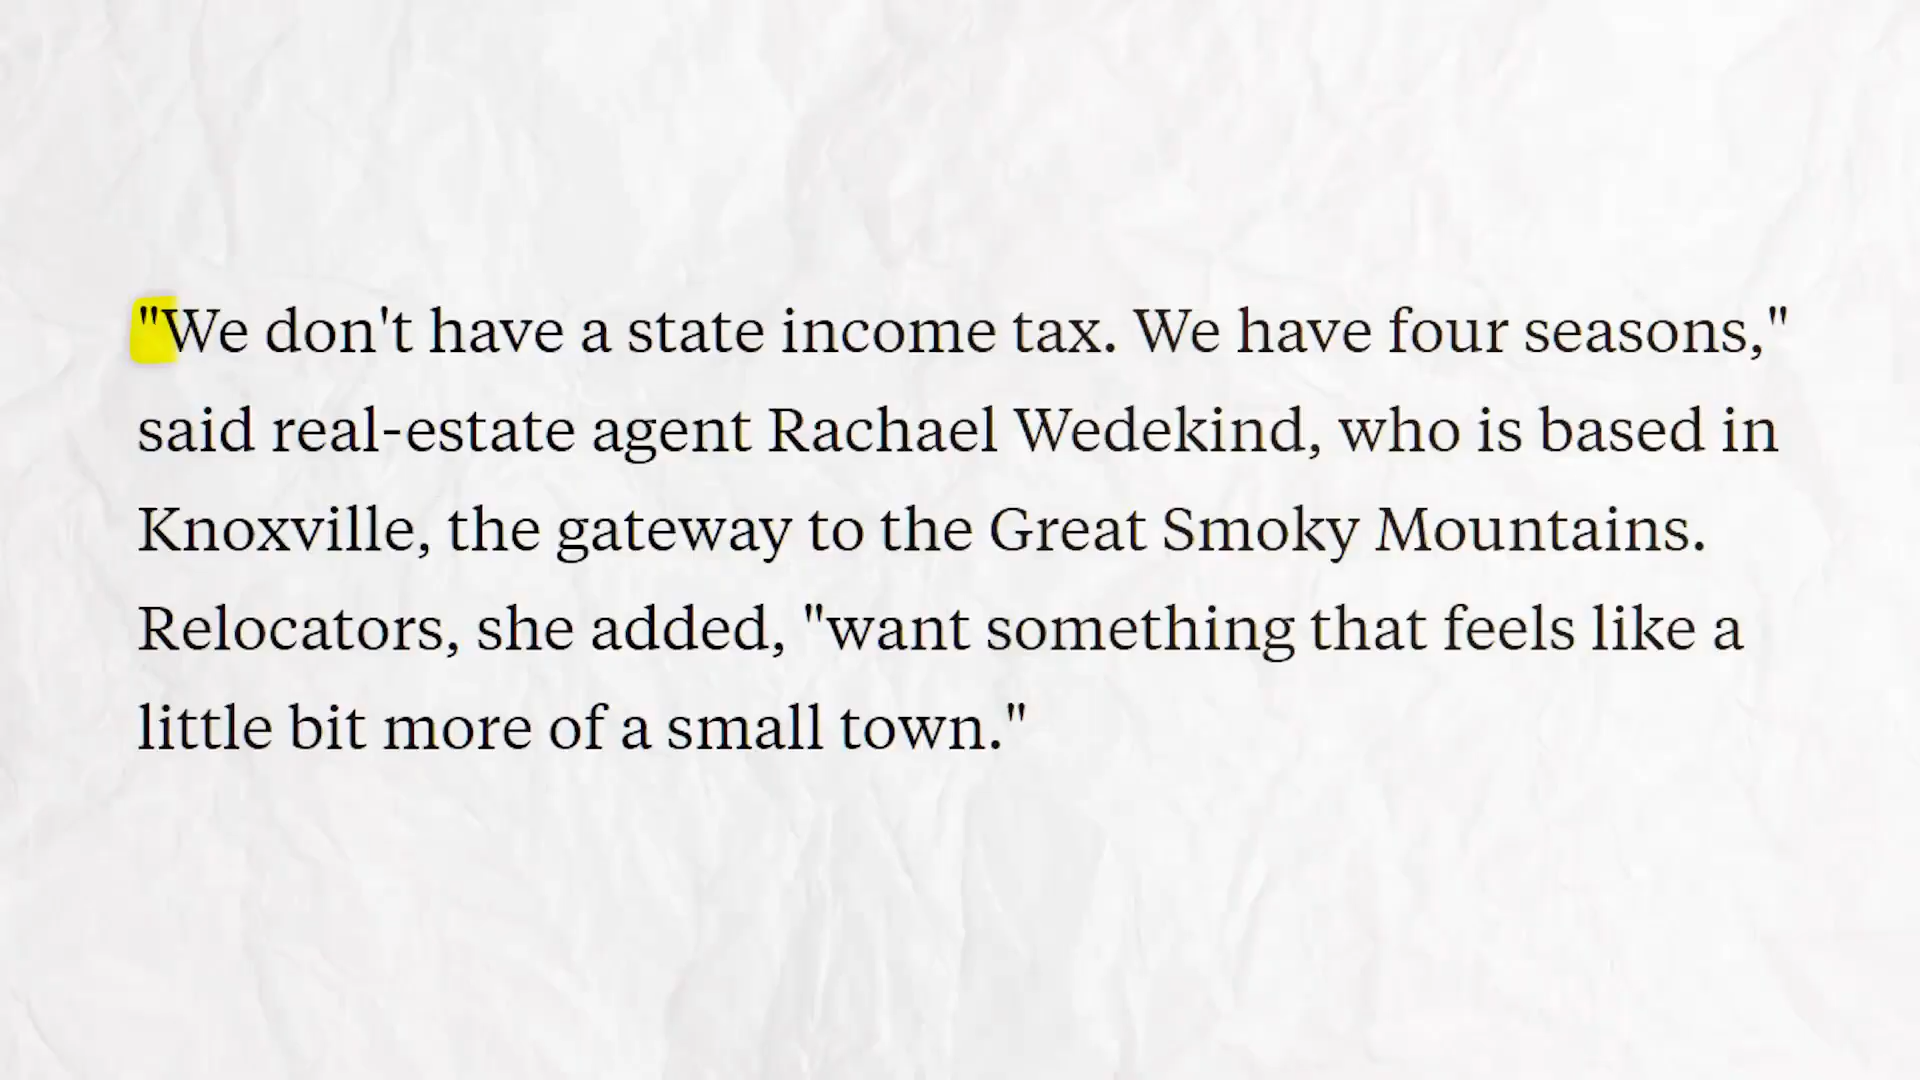 "We don't have a state income tax. We have four seasons,"
said real-estate agent Rachael Wedekind, who is based in
Knoxville, the gateway to the Great Smoky Mountains.
Relocators, she added, "want something that feels like a
little bit more of a small town."